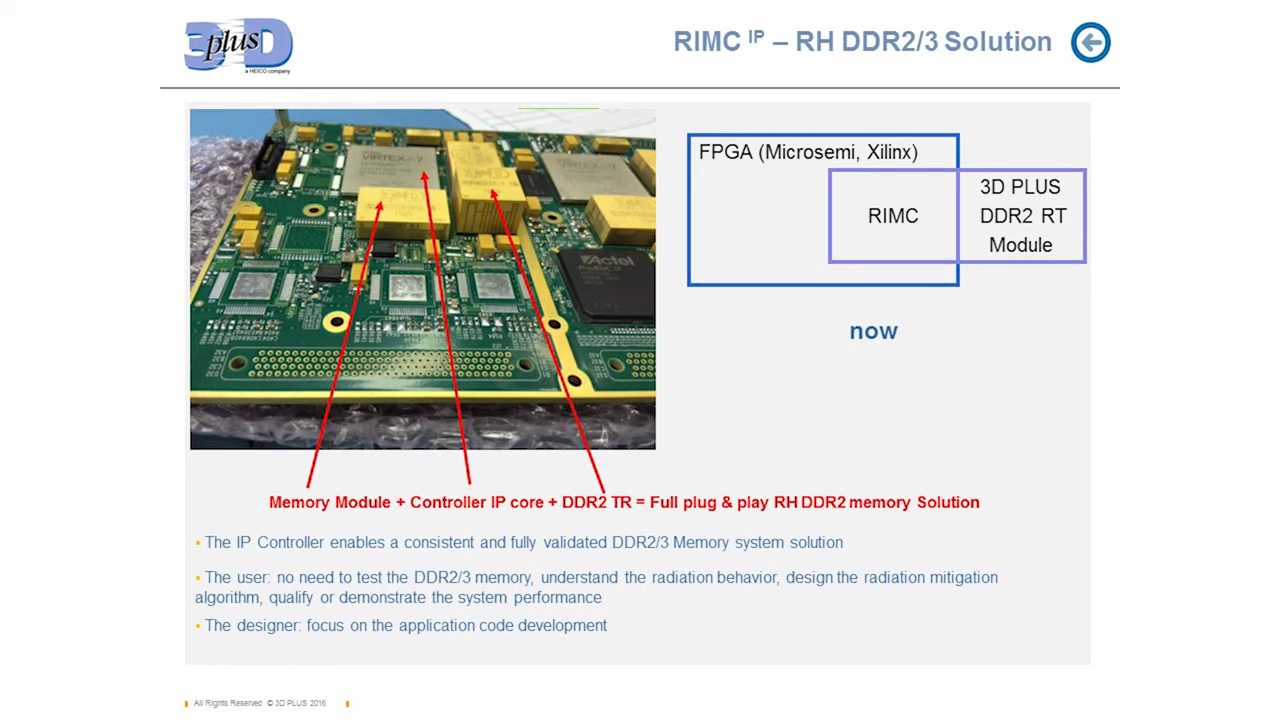 3D plus
a HEICO company
RIMC IP – RH DDR2/3 Solution
VIRTEX-7
Actel
FPGA (Microsemi, Xilinx)
RIMC
3D PLUS
DDR2 RT
Module
now
Memory Module + Controller IP core + DDR2 TR = Full plug & play RH DDR2 memory Solution
▪ The IP Controller enables a consistent and fully validated DDR2/3 Memory system solution
▪ The user: no need to test the DDR2/3 memory, understand the radiation behavior, design the radiation mitigation
algorithm, qualify or demonstrate the system performance
▪ The designer: focus on the application code development
All Rights Reserved © 3D PLUS 2016